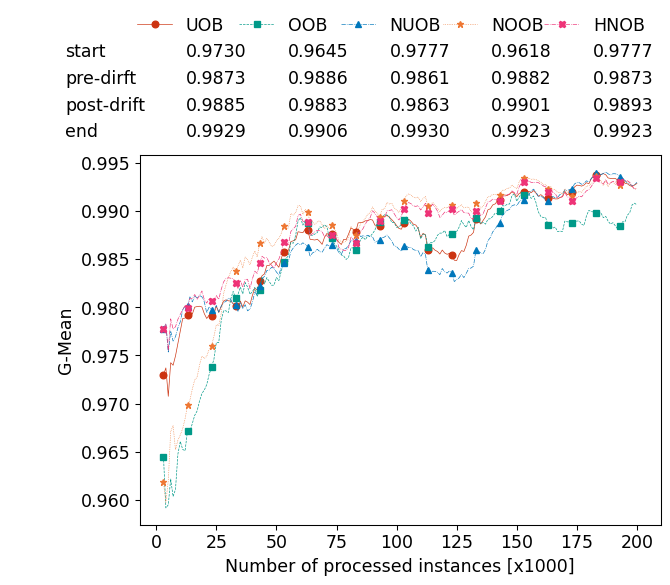 UOB OOB NUOB NOOB HNOB
start 0.9730 0.9645 0.9777 0.9618 0.9777
pre-dirft 0.9873 0.9886 0.9861 0.9882 0.9873
post-drift 0.9885 0.9883 0.9863 0.9901 0.9893
end 0.9929 0.9906 0.9930 0.9923 0.9923
0.995
0.990
0.985
0.980
0.975
0.970
0.965
0.960
G-Mean
0 25 50 75 100 125 150 175 200
Number of processed instances [x1000]